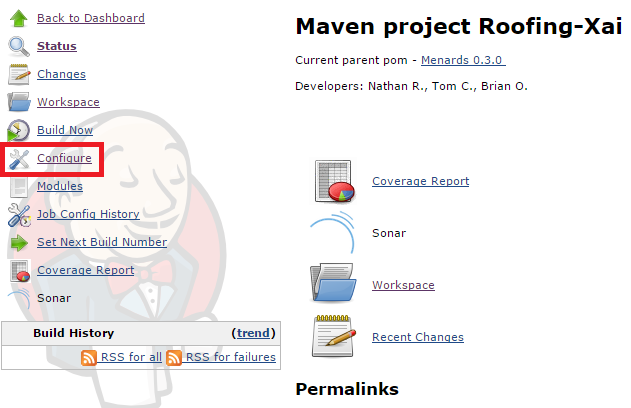 Back to Dashboard
Status
Changes
Workspace
Build Now
Configure
Modules
Job Config History
Set Next Build Number
Coverage Report
Sonar
Build History (trend)
RSS for all RSS for failures
Maven project Roofing-Xai
Current parent pom - Menards 0.3.0
Developers: Nathan R., Tom C., Brian O.
Coverage Report
Sonar
Workspace
Recent Changes
Permalinks